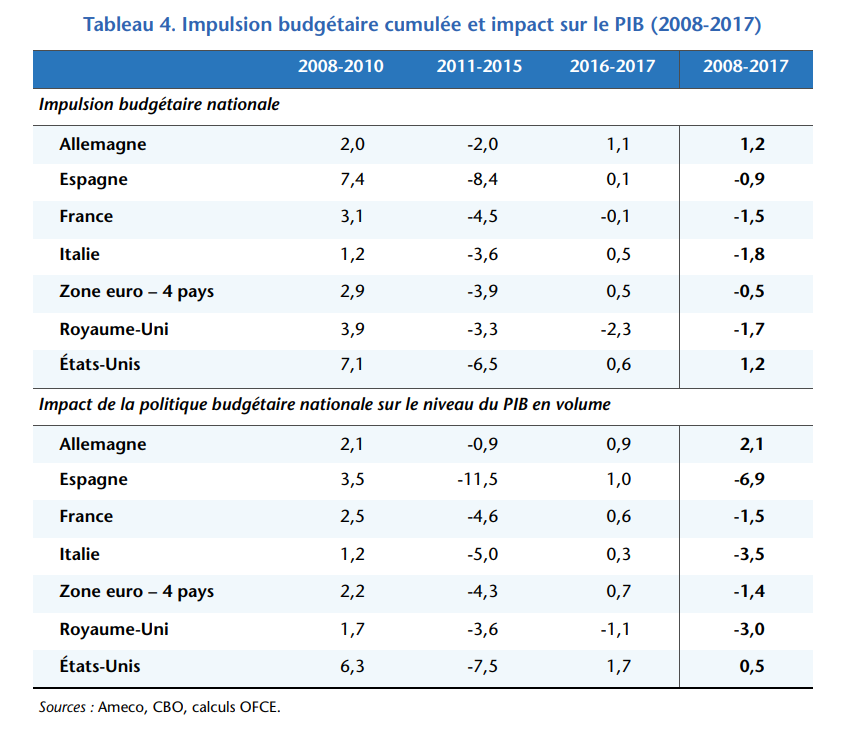 Tableau 4. Impulsion budgétaire cumulée et impact sur le PIB (2008-2017)
2008-2010 2011-2015 2016-2017 2008-2017
Impulsion budgétaire nationale
Allemagne 2,0 -2,0 1,1 1,2
Espagne 7,4 -8,4 0,1 -0,9
France 3,1 -4,5 -0,1 -1,5
Italie 1,2 -3,6 0,5 -1,8
Zone euro – 4 pays 2,9 -3,9 0,5 -0,5
Royaume-Uni 3,9 -3,3 -2,3 -1,7
États-Unis 7,1 -6,5 0,6 1,2
Impact de la politique budgétaire nationale sur le niveau du PIB en volume
Allemagne 2,1 -0,9 0,9 2,1
Espagne 3,5 -11,5 1,0 -6,9
France 2,5 -4,6 0,6 -1,5
Italie 1,2 -5,0 0,3 -3,5
Zone euro – 4 pays 2,2 -4,3 0,7 -1,4
Royaume-Uni 1,7 -3,6 -1,1 -3,0
États-Unis 6,3 -7,5 1,7 0,5
Sources : Ameco, CBO, calculs OFCE.